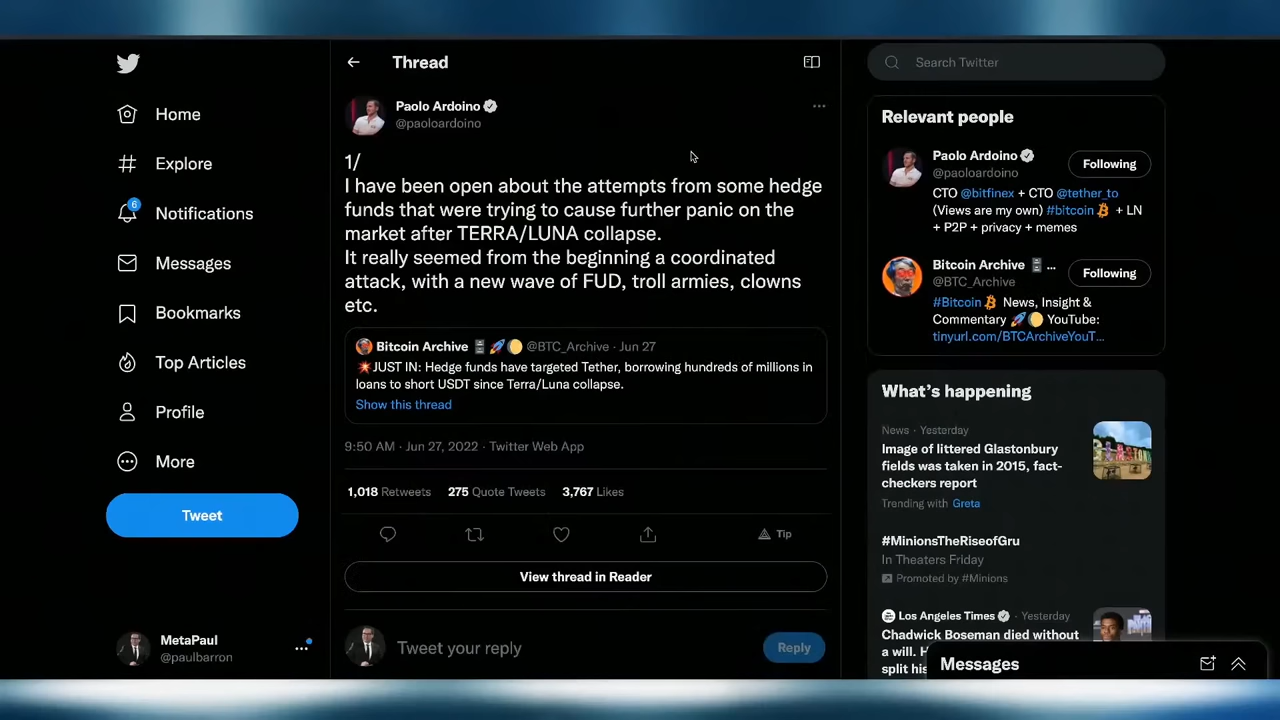 Home
Explore
6
Notifications
Messages
Bookmarks
Top Articles
Profile
More
Tweet
MetaPaul
@paulbarron
Thread
Paolo Ardoino
@paoloardoino
1/
I have been open about the attempts from some hedge
funds that were trying to cause further panic on the
market after TERRA/LUNA collapse.
It really seemed from the beginning a coordinated
attack, with a new wave of FUD, troll armies, clowns
etc.
Bitcoin Archive 🗄️🚀🌔 @BTC_Archive · Jun 27
💥JUST IN: Hedge funds have targeted Tether, borrowing hundreds of millions in
loans to short USDT since Terra/Luna collapse.
Show this thread
9:50 AM · Jun 27, 2022 · Twitter Web App
1,018 Retweets 275 Quote Tweets 3,767 Likes
Tip
View thread in Reader
Tweet your reply
Reply
Search Twitter
Relevant people
Paolo Ardoino
@paoloardoino
Following
CTO @bitfinex + CTO @tether_to
(Views are my own) #bitcoin + LN
+ P2P + privacy + memes
Bitcoin Archive 🗄️ ...
@BTC_Archive
Following
#Bitcoin News, Insight &
Commentary 🚀🌔 YouTube:
tinyurl.com/BTCArchiveYouT...
What's happening
News · Yesterday
Image of littered Glastonbury
fields was taken in 2015, fact-
checkers report
Trending with Greta
#MinionsTheRiseofGru
In Theaters Friday
Promoted by #Minions
Los Angeles Times · Yesterday
Chadwick Boseman died without
a will. H
split his
Messages